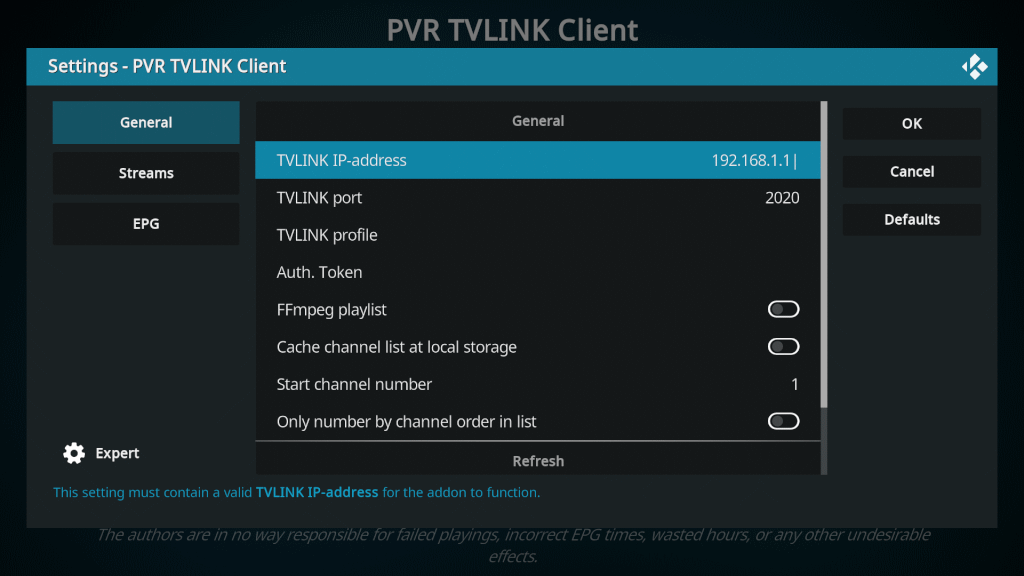 PVR TVLINK Client
Settings - PVR TVLINK Client
General
Streams
EPG
Expert
General
TVLINK IP-address 192.168.1.1|
TVLINK port 2020
TVLINK profile
Auth. Token
FFmpeg playlist
Cache channel list at local storage
Start channel number 1
Only number by channel order in list
Refresh
OK
Cancel
Defaults
This setting must contain a valid TVLINK IP-address for the addon to function.
The authors are in no way responsible for failed playings, incorrect EPG times, wasted hours, or any other undesirable
effects.